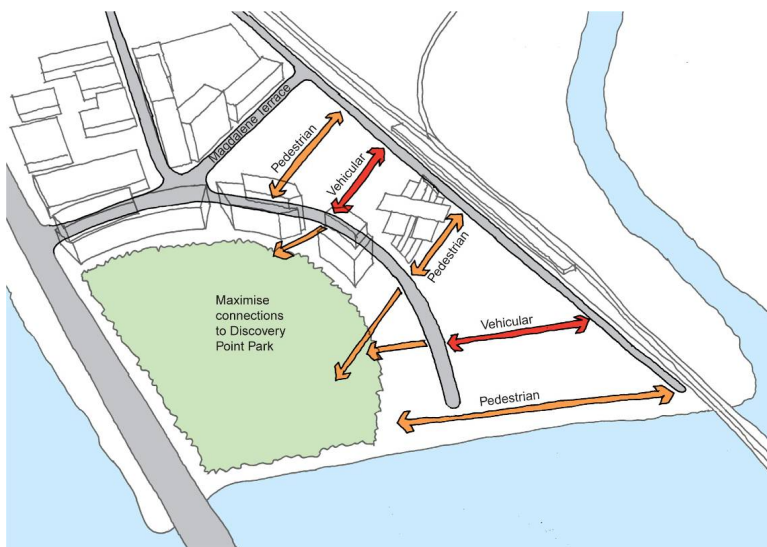 Magdalene Terrace
Pedestrian
Vehicular
Pedestrian
Maximise
connections
to Discovery
Point Park
Vehicular
Pedestrian